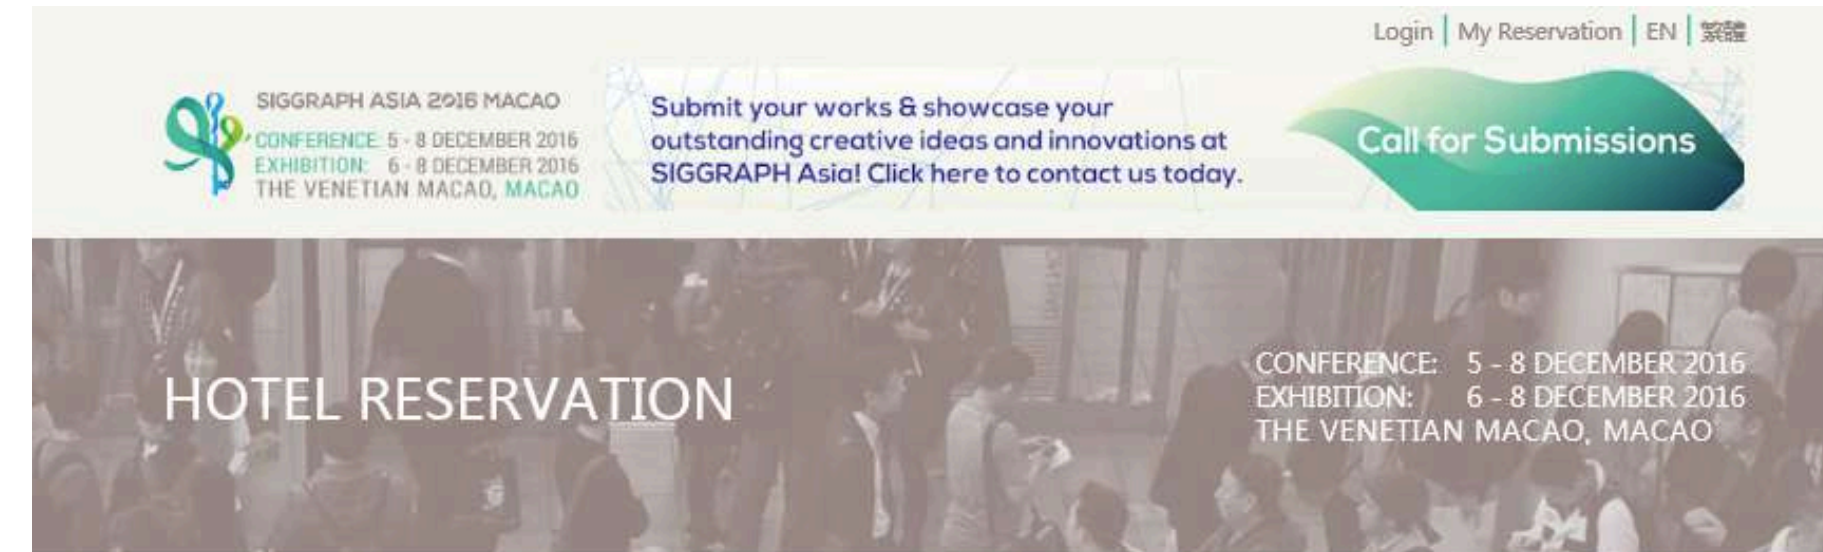 Login | My Reservation | EN | 繁體
SIGGRAPH ASIA 2016 MACAO
CONFERENCE: 5 - 8 DECEMBER 2016
EXHIBITION: 6 - 8 DECEMBER 2016
THE VENETIAN MACAO, MACAO
Submit your works & showcase your
outstanding creative ideas and innovations at
SIGGRAPH Asia! Click here to contact us today.
Call for Submissions
HOTEL RESERVATION
CONFERENCE: 5 - 8 DECEMBER 2016
EXHIBITION: 6 - 8 DECEMBER 2016
THE VENETIAN MACAO, MACAO